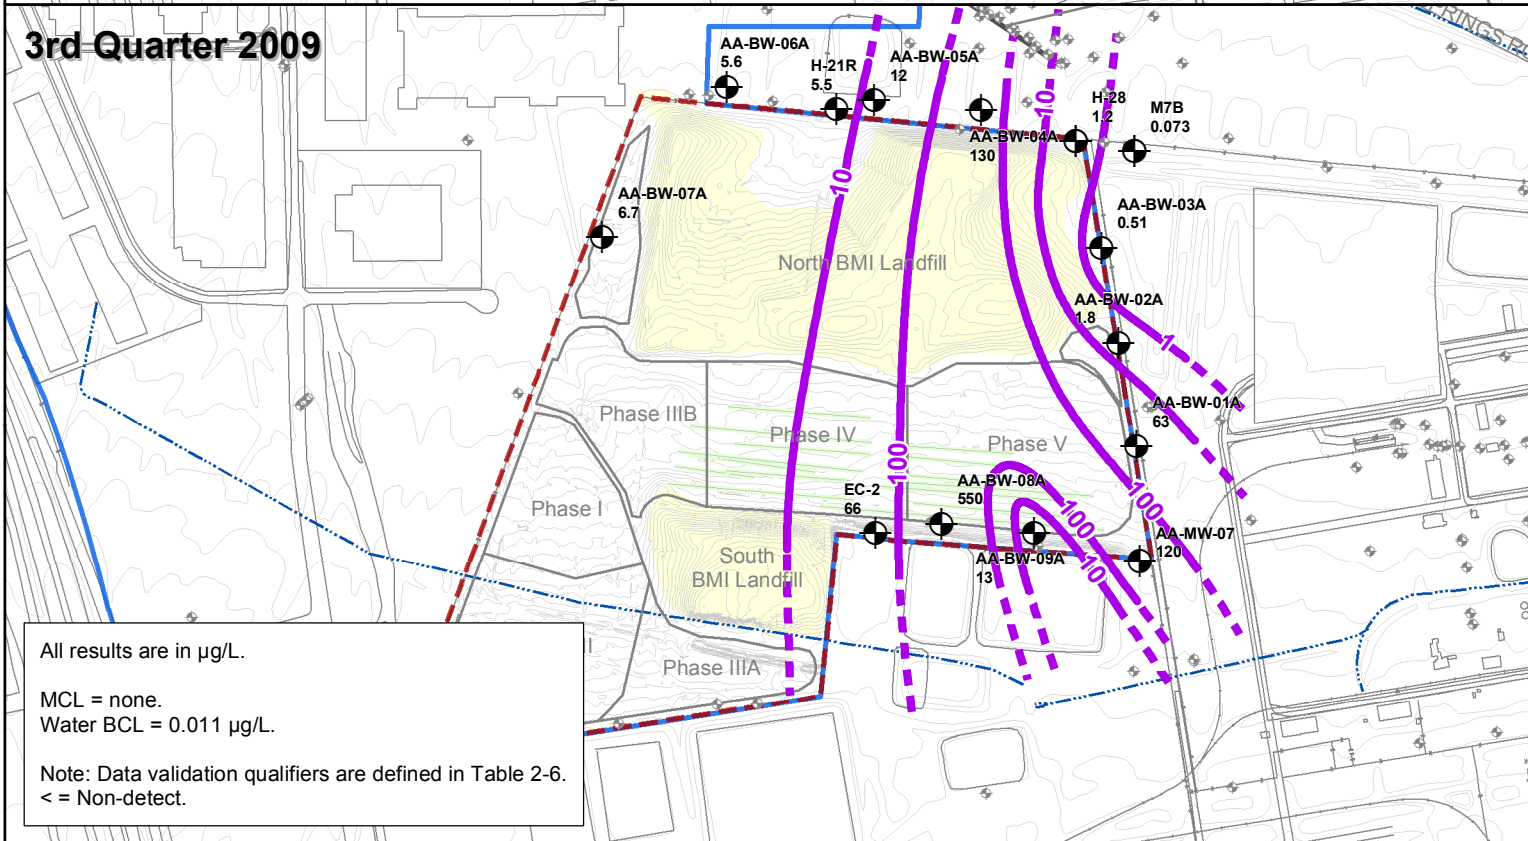 3rd Quarter 2009
AA-BW-06A
5.6
H-21R
5.5
AA-BW-05A
12
AA-BW-04A
130
10
H-28
1.2
M7B
0.073
AA-BW-07A
6.7
10
AA-BW-03A
0.51
North BMI Landfill
AA-BW-02A
1.8
1
AA-BW-01A
63
Phase IIIB
Phase IV
Phase V
100
EC-2
66
AA-BW-08A
550
100
100
10
AA-MW-07
120
AA-BW-09A
13
Phase I
South
BMI Landfill
Phase IIIA
All results are in µg/L.
MCL = none.
Water BCL = 0.011 µg/L.
Note: Data validation qualifiers are defined in Table 2-6.
< = Non-detect.